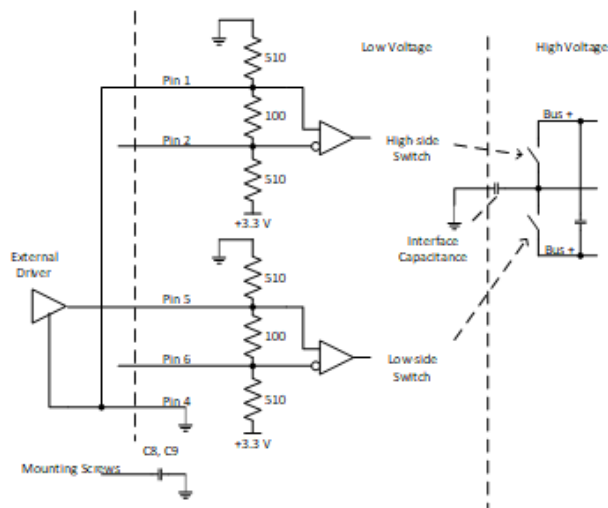 510
Low Voltage
High Voltage
Pin 1
100
Bus +
Pin 2
High side
Switch
510
+3.3 V
Interface
Capacitance
External
Driver
510
Bus +
Pin 5
100
Pin 6
Low-side
Switch
510
Pin 4
+3.3 V
C8, C9
Mounting Screws